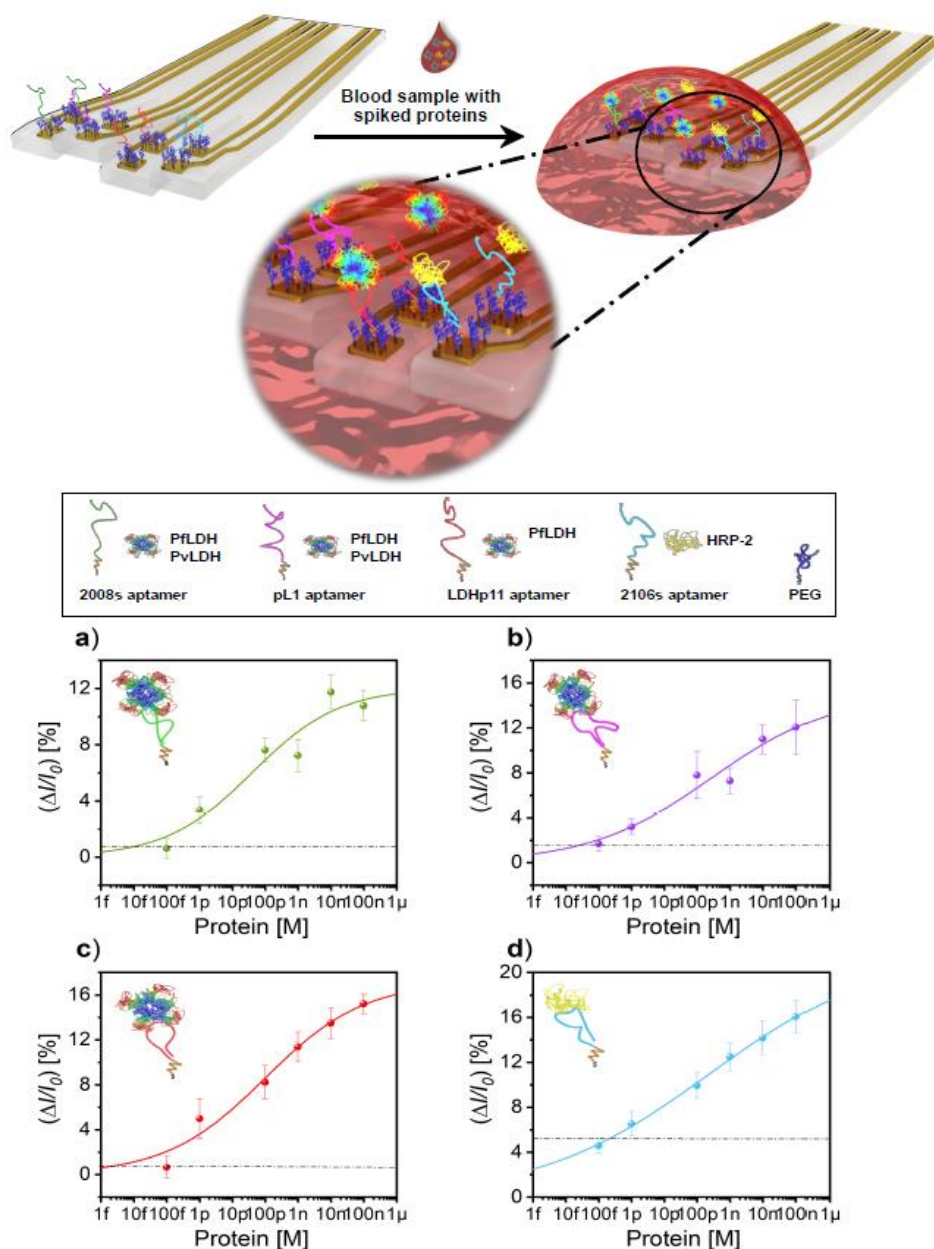 Blood sample with
spiked proteins
PfLDH
PvLDH
2008s aptamer
PfLDH
PvLDH
pL1 aptamer
PfLDH
LDHp11 aptamer
HRP-2
2106s aptamer
PEG
a)
12
8
4
0
(ΔI/I0) [%]
1f 10f 100f 1p 10p 100p 1n 10n 100n 1µ
Protein [M]
b)
16
12
8
4
0
(ΔI/I0) [%]
1f 10f 100f 1p 10p 100p 1n 10n 100n 1µ
Protein [M]
c)
16
12
8
4
0
(ΔI/I0) [%]
1f 10f 100f 1p 10p 100p 1n 10n 100n 1µ
Protein [M]
d)
20
16
12
8
4
0
(ΔI/I0) [%]
1f 10f 100f 1p 10p 100p 1n 10n 100n 1µ
Protein [M]